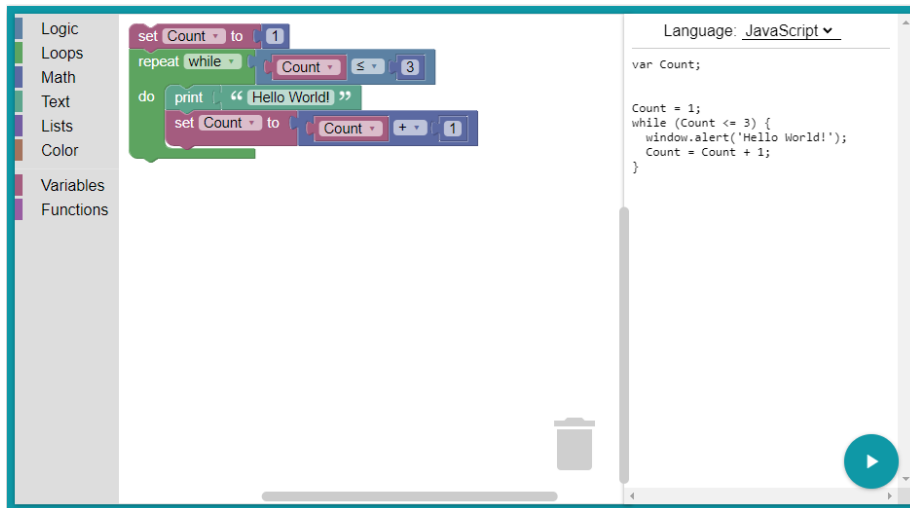 Logic
Loops
Math
Text
Lists
Color
Variables
Functions
set Count to 1
repeat while Count ≤ 3
do print “ Hello World! ”
set Count to Count + 1
Language: JavaScript
var Count;
Count = 1;
while (Count <= 3) {
  window.alert('Hello World!');
  Count = Count + 1;
}